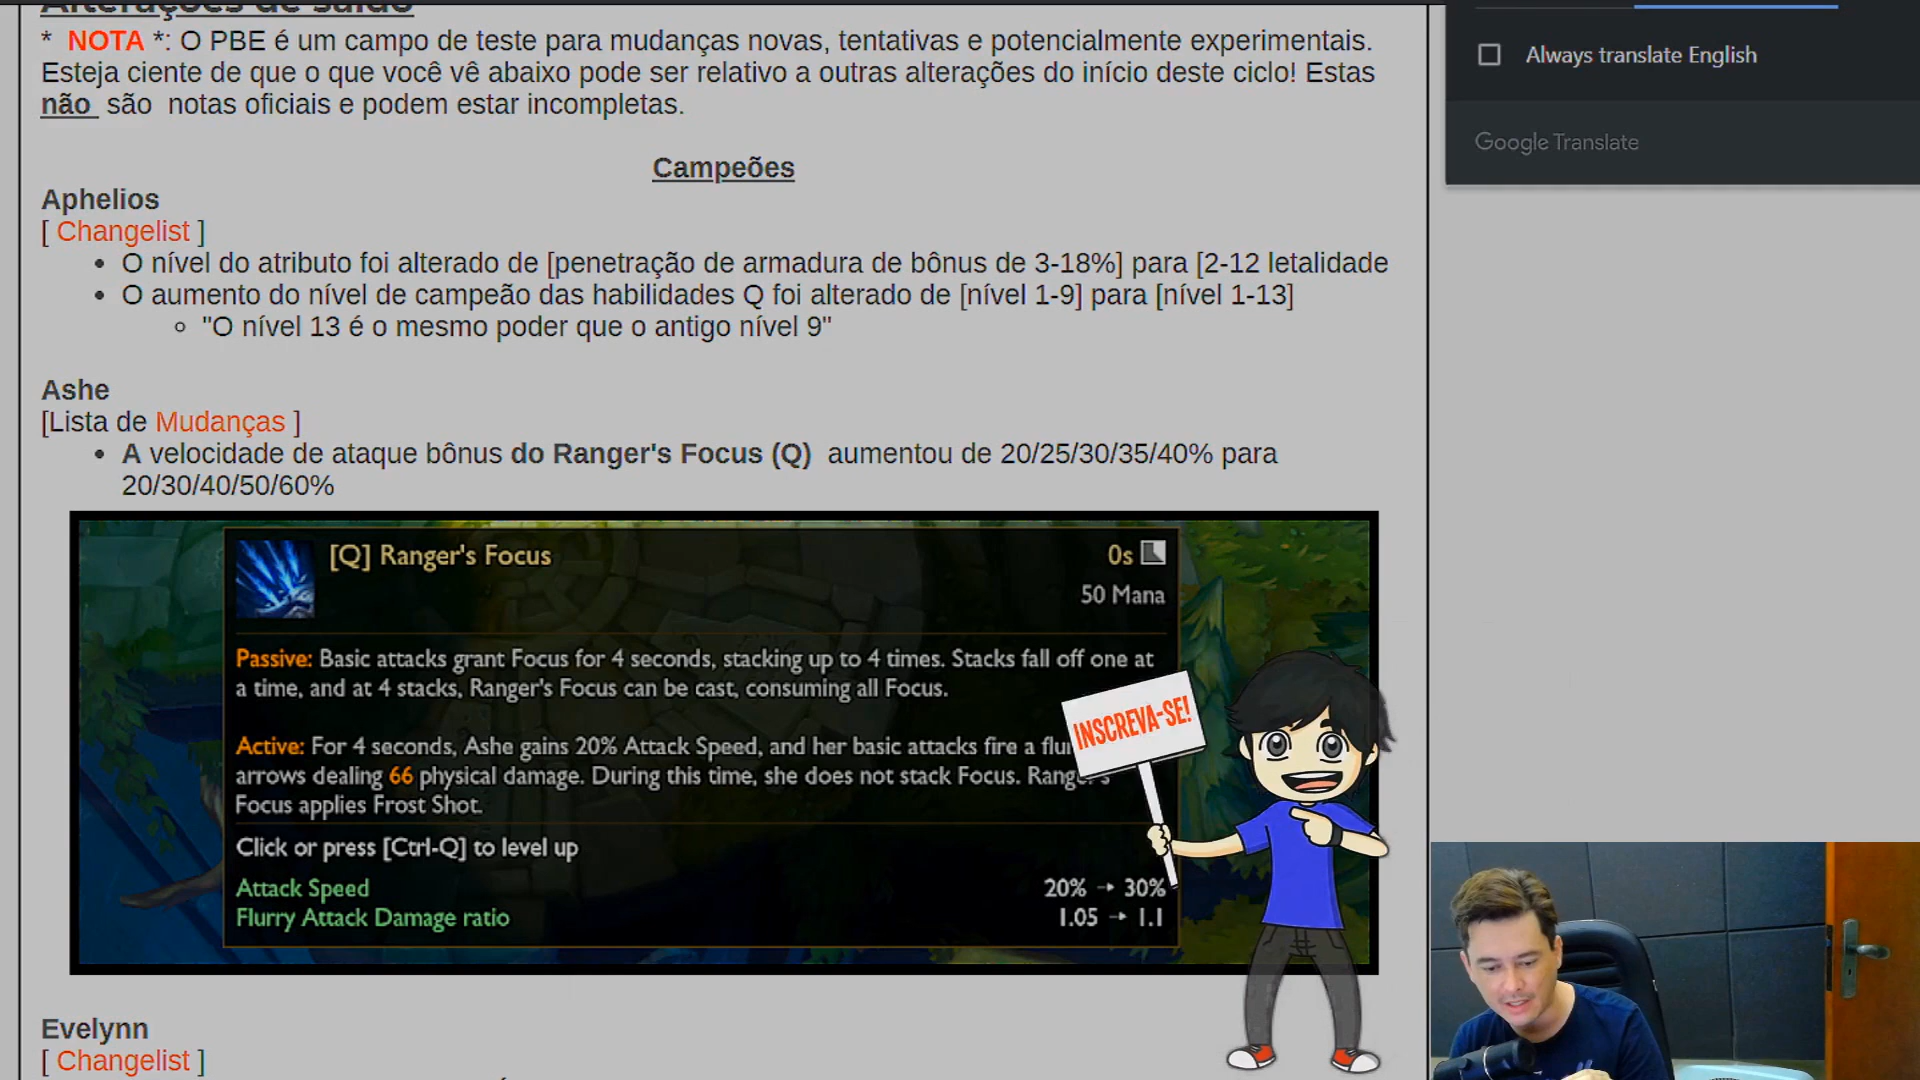 Alterações de saldo
* NOTA *: O PBE é um campo de teste para mudanças novas, tentativas e potencialmente experimentais.
Esteja ciente de que o que você vê abaixo pode ser relativo a outras alterações do início deste ciclo! Estas
não são notas oficiais e podem estar incompletas.
Campeões
Aphelios
[ Changelist ]
• O nível do atributo foi alterado de [penetração de armadura de bônus de 3-18%] para [2-12 letalidade
• O aumento do nível de campeão das habilidades Q foi alterado de [nível 1-9] para [nível 1-13]
◦ "O nível 13 é o mesmo poder que o antigo nível 9"
Ashe
[Lista de Mudanças ]
• A velocidade de ataque bônus do Ranger's Focus (Q) aumentou de 20/25/30/35/40% para
20/30/40/50/60%
[Q] Ranger's Focus
0s
50 Mana
Passive: Basic attacks grant Focus for 4 seconds, stacking up to 4 times. Stacks fall off one at
a time, and at 4 stacks, Ranger's Focus can be cast, consuming all Focus.
Active: For 4 seconds, Ashe gains 20% Attack Speed, and her basic attacks fire a
arrows dealing 66 physical damage. During this time, she does not stack Focus. Ranger's
Focus applies Frost Shot.
Click or press [Ctrl-Q] to level up
Attack Speed 20% → 30%
Flurry Attack Damage ratio 1.05 → 1.1
INSCREVA-SE!
Evelynn
[ Changelist ]
Always translate English
Google Translate